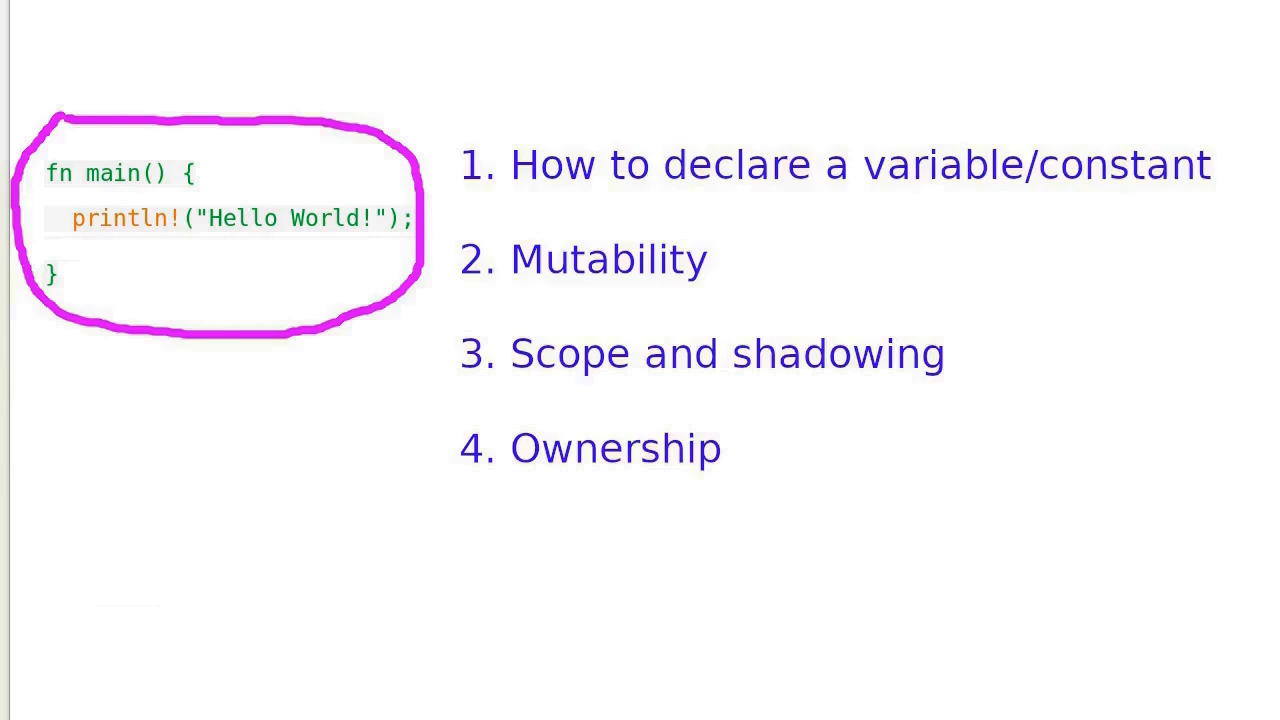 fn main() {
println!("Hello World!");
}
1. How to declare a variable/constant
2. Mutability
3. Scope and shadowing
4. Ownership